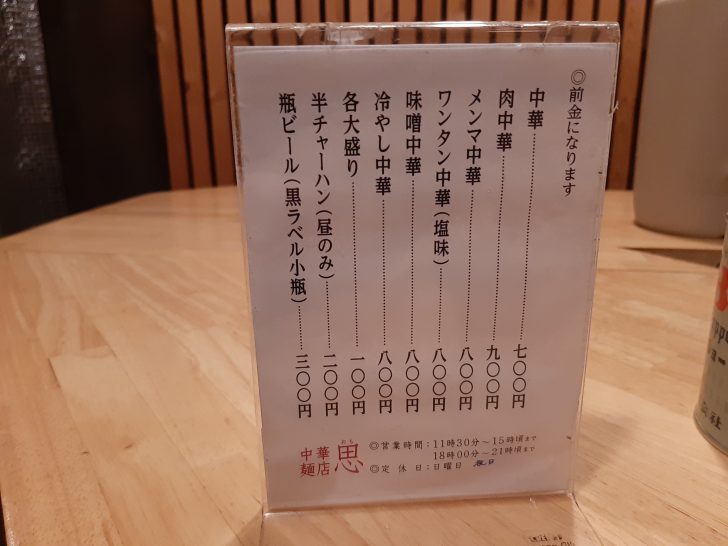 ◎前金になります
中華……………七〇〇円
肉中華……………九〇〇円
メンマ中華……………八〇〇円
ワンタン中華(塩味)……………八〇〇円
味噌中華……………八〇〇円
冷やし中華……………八〇〇円
各大盛り……………一〇〇円
半チャーハン(昼のみ)……………二〇〇円
瓶ビール(黒ラベル小瓶)……………三〇〇円
中華
麺店
おも
思
◎営業時間:11時30分〜15時頃まで
18時00分〜21時頃まで
◎定休日:日曜日 祝日